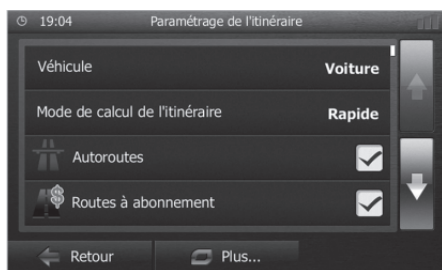 19:04 Paramétrage de l'itinéraire
Véhicule Voiture
Mode de calcul de l'itinéraire Rapide
Autoroutes
Routes à abonnement
Retour Plus...